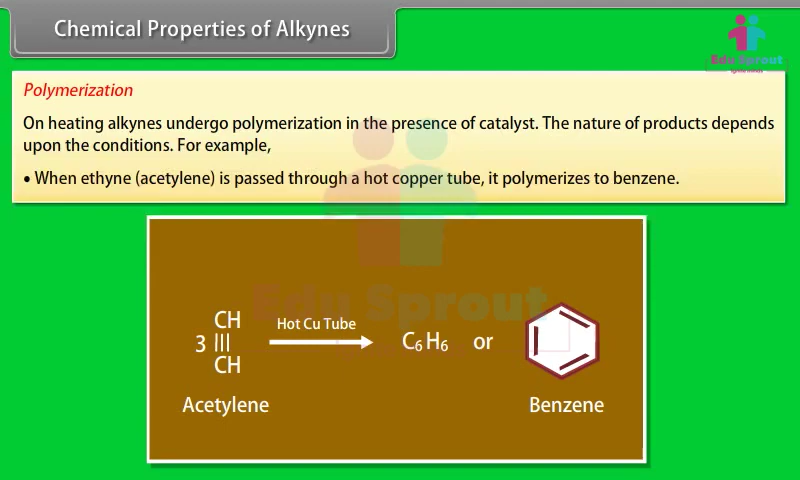 Chemical Properties of Alkynes
Edu Sprout
Polymerization
On heating alkynes undergo polymerization in the presence of catalyst. The nature of products depends
upon the conditions. For example,
• When ethyne (acetylene) is passed through a hot copper tube, it polymerizes to benzene.
Edu Sprout
CH
3 ||| Hot Cu Tube C₆H₆ or
CH
Acetylene Benzene